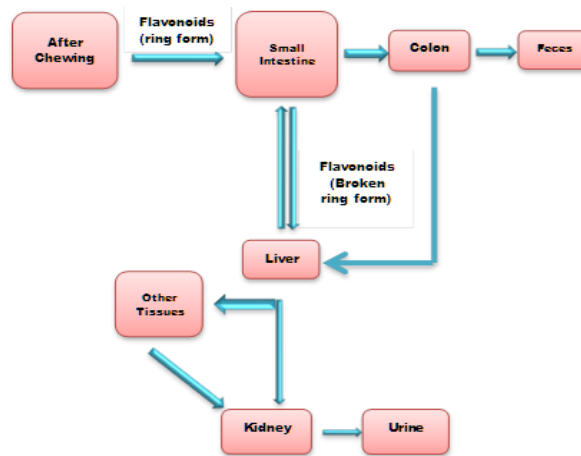 After
Chewing
Flavonoids
(ring form)
Small
Intestine
Colon
Feces
Flavonoids
(Broken
ring form)
Liver
Other
Tissues
Kidney
Urine